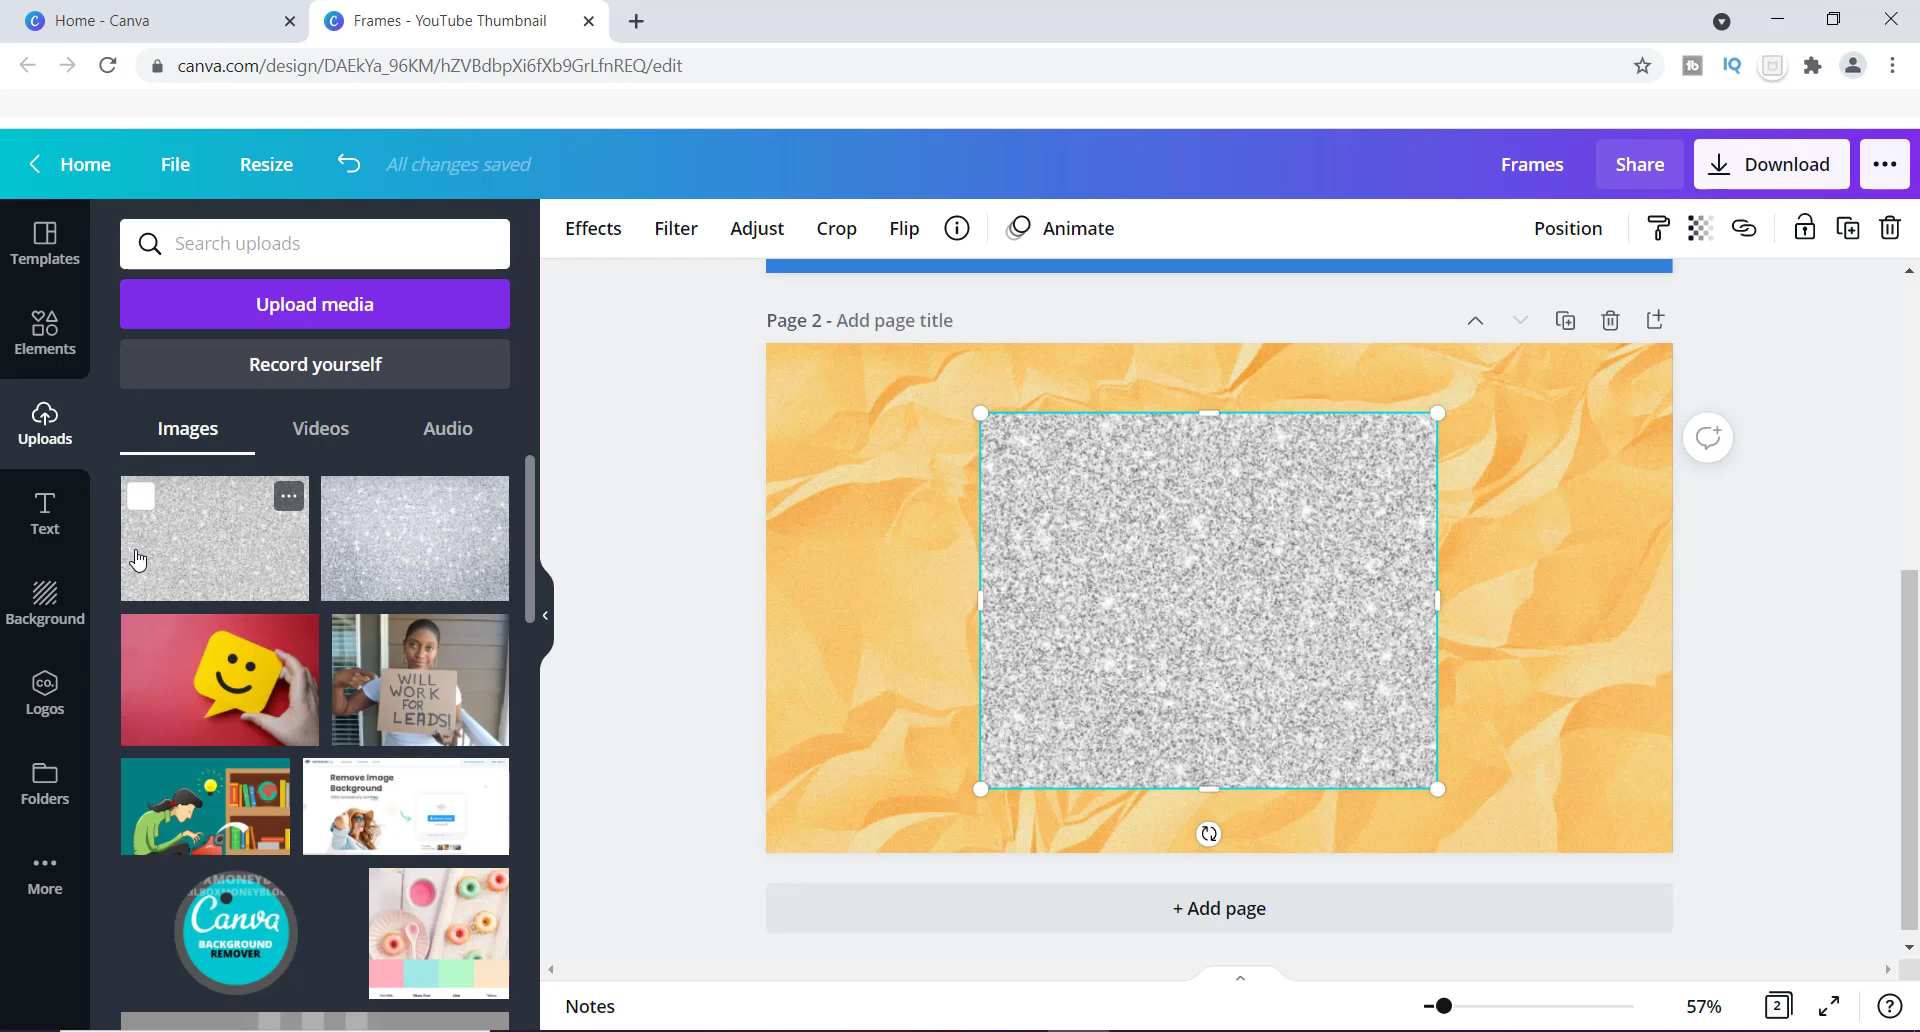 Home - Canva
Frames - YouTube Thumbnail
canva.com/design/DAEkYa_96KM/hZVBdbpXi6fXb9GrLfnREQ/edit
tb
IQ
Home
File
Resize
All changes saved
Frames
Share
Download
Templates
Elements
Uploads
Text
Background
CO.
Logos
Folders
More
Search uploads
Upload media
Record yourself
Images
Videos
Audio
WILL
WORK
FOR
LEADS!
Remove Image
Background
Canva
BACKGROUND
REMOVER
Effects
Filter
Adjust
Crop
Flip
Animate
Position
Page 2 - Add page title
+ Add page
Notes
57%
2